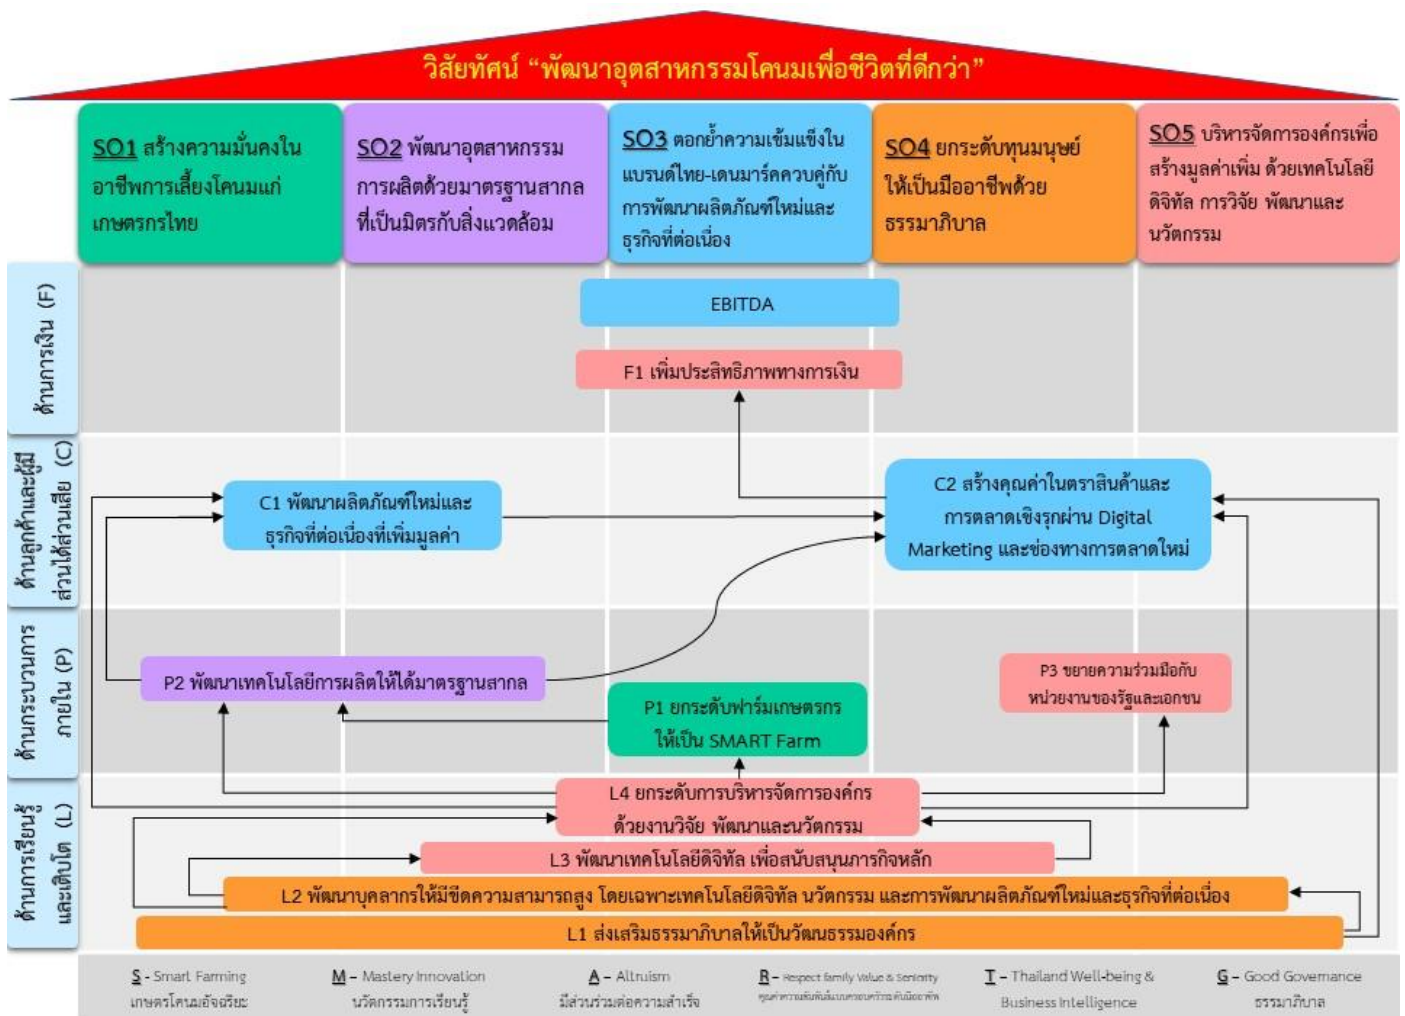 วิสัยทัศน์ “พัฒนาอุตสาหกรรมโคนมเพื่อชีวิตที่ดีกว่า”
SO1 สร้างความมั่นคงใน
อาชีพการเลี้ยงโคนมแก่
เกษตรกรไทย
SO2 พัฒนาอุตสาหกรรม
การผลิตด้วยมาตรฐานสากล
ที่เป็นมิตรกับสิ่งแวดล้อม
SO3 ตอกย้ำความเข้มแข็งใน
แบรนด์ไทย-เดนมาร์คควบคู่กับ
การพัฒนาผลิตภัณฑ์ใหม่และ
ธุรกิจที่ต่อเนื่อง
SO4 ยกระดับทุนมนุษย์
ให้เป็นมืออาชีพด้วย
ธรรมาภิบาล
SO5 บริหารจัดการองค์กรเพื่อ
สร้างมูลค่าเพิ่ม ด้วยเทคโนโลยี
ดิจิทัล การวิจัย พัฒนาและ
นวัตกรรม
ด้านการเงิน (F)
EBITDA
F1 เพิ่มประสิทธิภาพทางการเงิน
ด้านลูกค้าและผู้มี
ส่วนได้ส่วนเสีย (C)
C1 พัฒนาผลิตภัณฑ์ใหม่และ
ธุรกิจที่ต่อเนื่องที่เพิ่มมูลค่า
C2 สร้างคุณค่าในตราสินค้าและ
การตลาดเชิงรุกผ่าน Digital
Marketing และช่องทางการตลาดใหม่
ด้านกระบวนการ
ภายใน (P)
P2 พัฒนาเทคโนโลยีการผลิตให้ได้มาตรฐานสากล
P1 ยกระดับฟาร์มเกษตรกร
ให้เป็น SMART Farm
P3 ขยายความร่วมมือกับ
หน่วยงานของรัฐและเอกชน
ด้านการเรียนรู้
และเติบโต (L)
L4 ยกระดับการบริหารจัดการองค์กร
ด้วยงานวิจัย พัฒนาและนวัตกรรม
L3 พัฒนาเทคโนโลยีดิจิทัล เพื่อสนับสนุนภารกิจหลัก
L2 พัฒนาบุคลากรให้มีขีดความสามารถสูง โดยเฉพาะเทคโนโลยีดิจิทัล นวัตกรรม และการพัฒนาผลิตภัณฑ์ใหม่และธุรกิจที่ต่อเนื่อง
L1 ส่งเสริมธรรมาภิบาลให้เป็นวัฒนธรรมองค์กร
S - Smart Farming
เกษตรโคนมอัจฉริยะ
M – Mastery Innovation
นวัตกรรมการเรียนรู้
A – Altruism
มีส่วนร่วมต่อความสำเร็จ
R – Respect family Value & Seniority
T – Thailand Well-being &
Business Intelligence
G – Good Governance
ธรรมาภิบาล